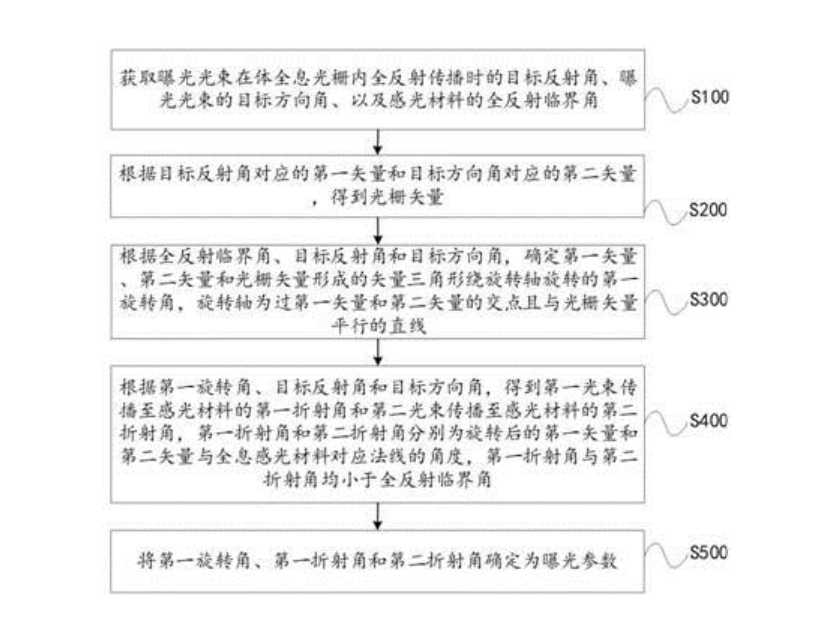 获取曝光光束在体全息光栅内全反射传播时的目标反射角、曝
光光束的目标方向角、以及感光材料的全反射临界角
S100
根据目标反射角对应的第一矢量和目标方向角对应的第二矢量
，得到光栅矢量
S200
根据全反射临界角、目标反射角和目标方向角，确定第一矢量
、第二矢量和光栅矢量形成的矢量三角形绕旋转轴旋转的第一
旋转角，旋转轴为过第一矢量和第二矢量的交点且与光栅矢量
平行的直线
S300
根据第一旋转角、目标反射角和目标方向角，得到第一光束传
播至感光材料的第一折射角和第二光束传播至感光材料的第二
折射角，第一折射角和第二折射角分别为旋转后的第一矢量和
第二矢量与全息感光材料对应法线的角度，第一折射角与第二
折射角均小于全反射临界角
S400
将第一旋转角、第一折射角和第二折射角确定为曝光参数
S500